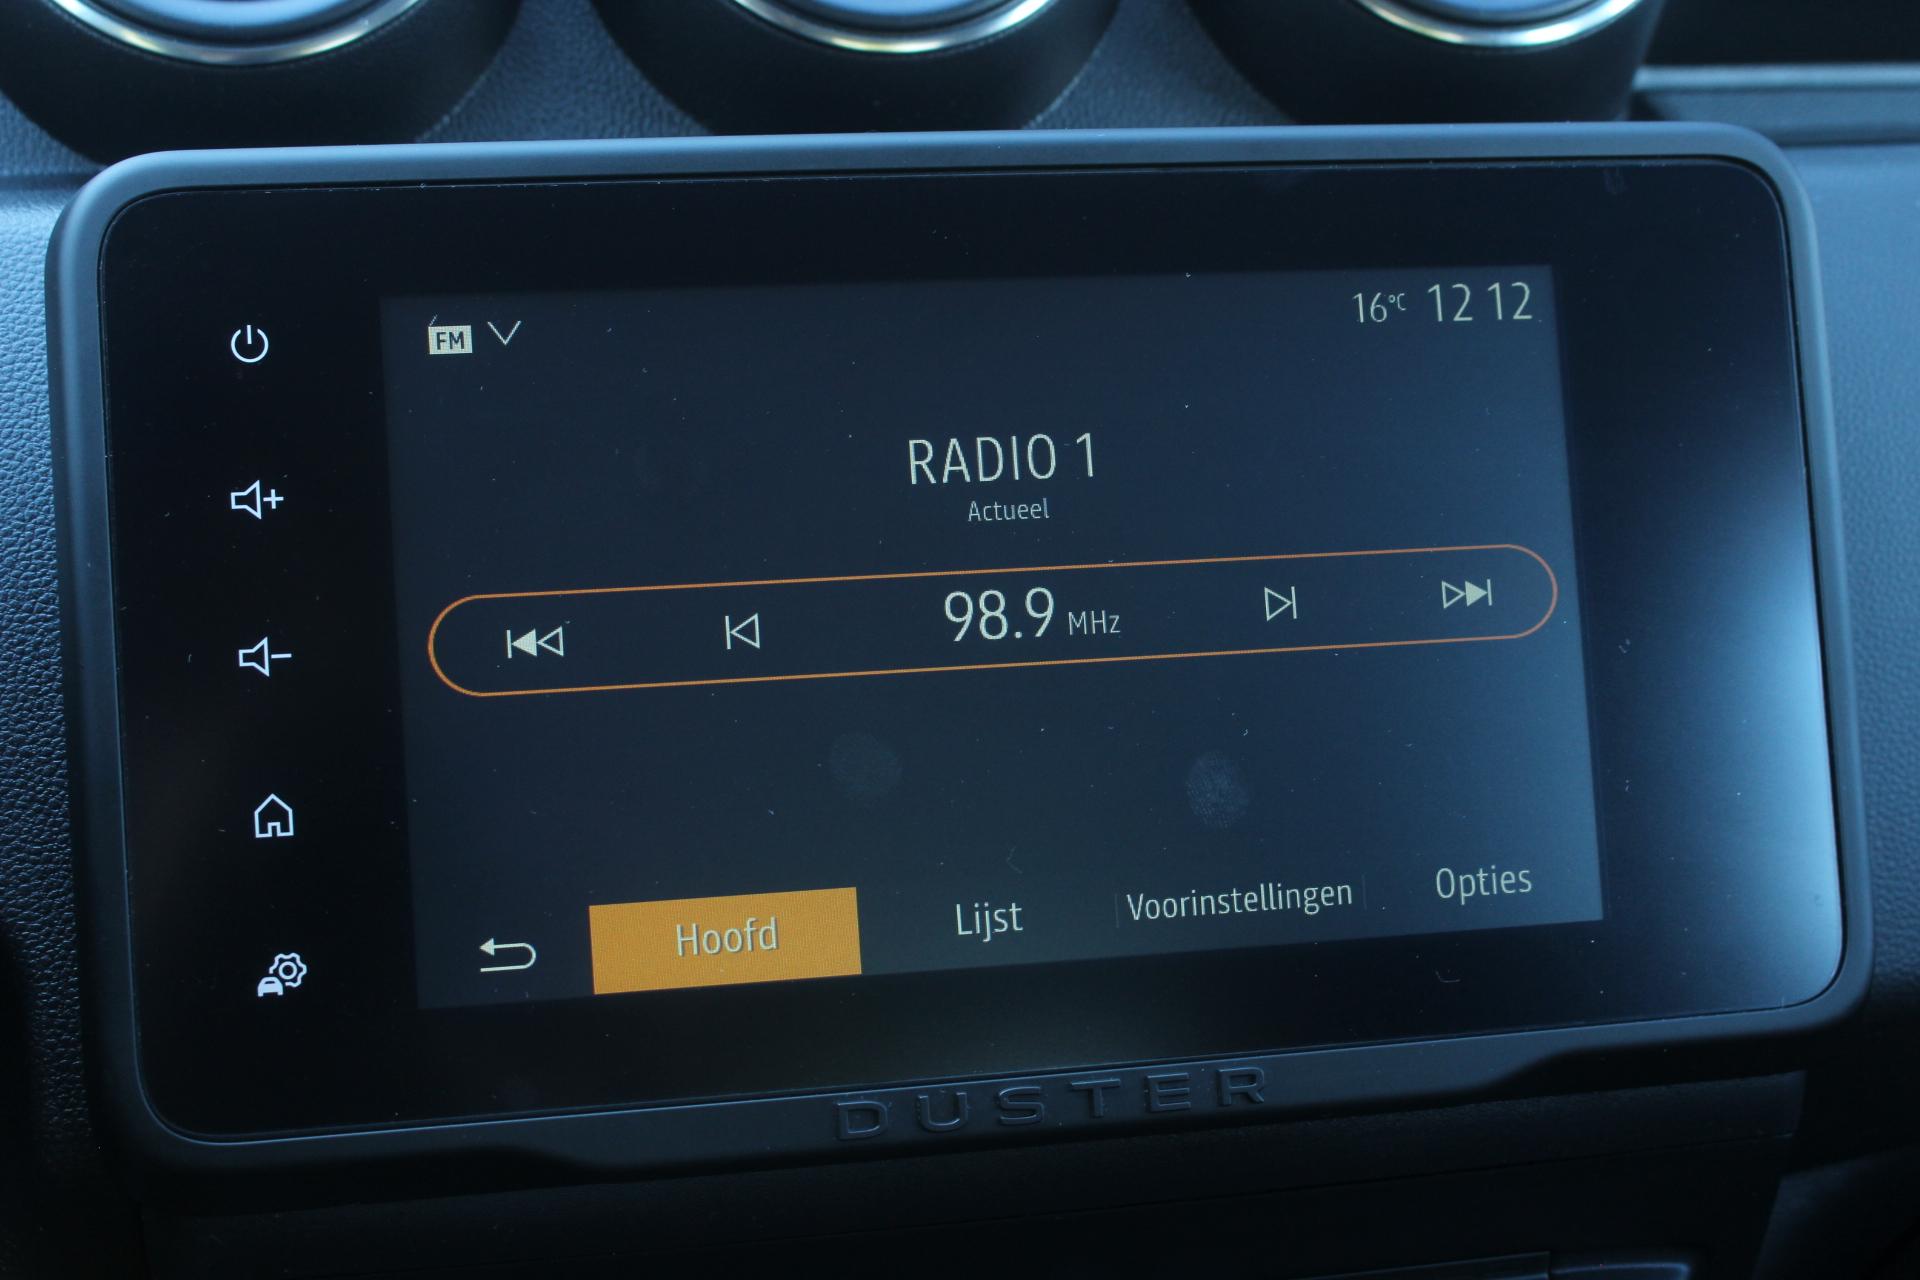 FM
16°C 12 12
RADIO 1
Actueel
98.9 MHz
Hoofd Lijst Voorinstellingen Opties
DUSTER